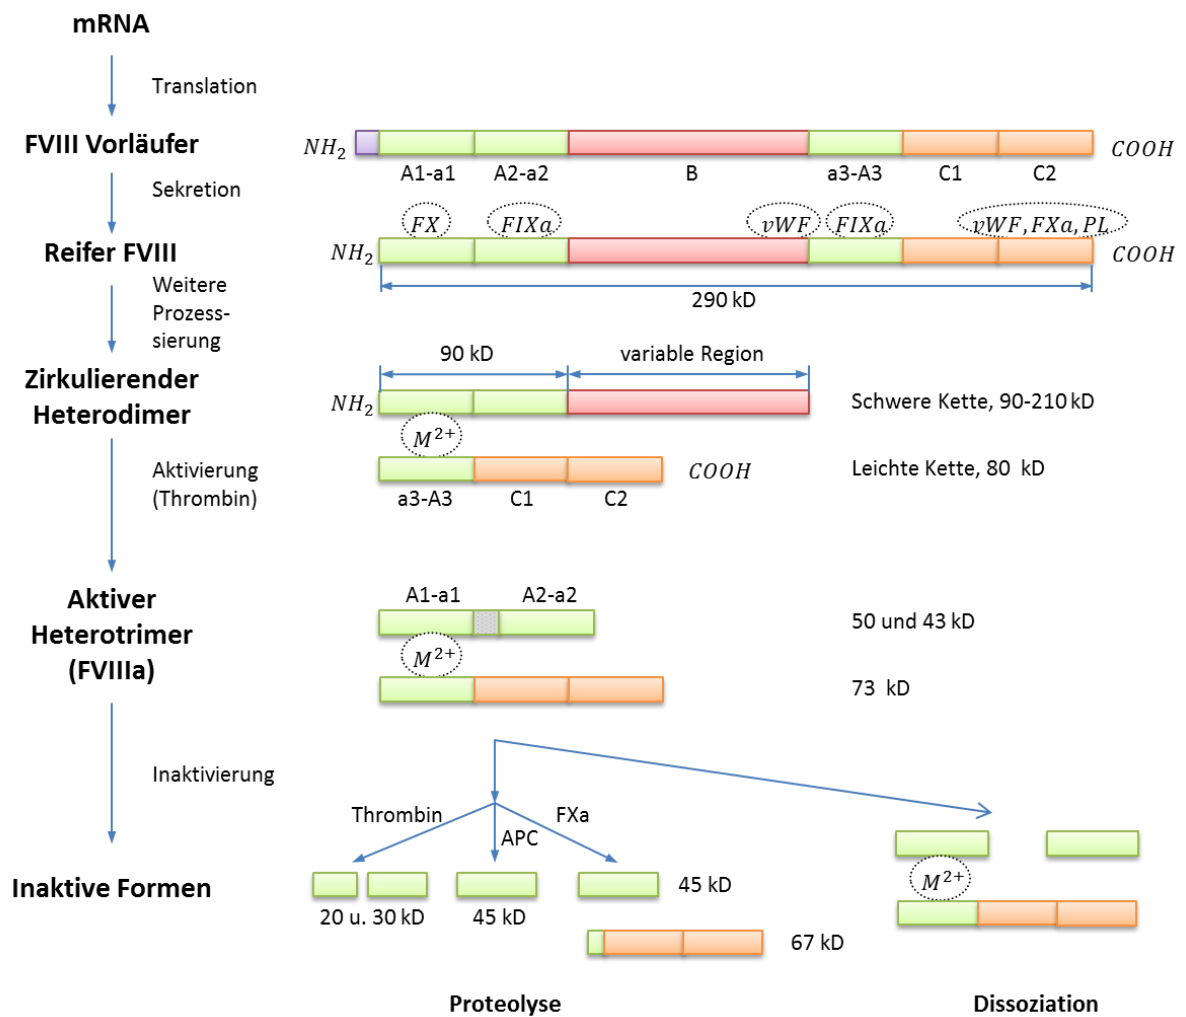 mRNA
Translation
FVIII Vorläufer
NH₂
COOH
A1-a1 A2-a2 B a3-A3 C1 C2
Sekretion
FX FIXa vWF FIXa vWF, FXa, PL
Reifer FVIII
NH₂
COOH
290 kD
Weitere
Prozess-
sierung
90 kD variable Region
Zirkulierender
Heterodimer
NH₂
Schwere Kette, 90-210 kD
M²⁺
COOH
Leichte Kette, 80 kD
a3-A3 C1 C2
Aktivierung
(Thrombin)
A1-a1 A2-a2
Aktiver
Heterotrimer
(FVIIIa)
50 und 43 kD
M²⁺
73 kD
Inaktivierung
Thrombin
APC
FXa
Inaktive Formen
20 u. 30 kD
45 kD
45 kD
67 kD
M²⁺
Proteolyse
Dissoziation